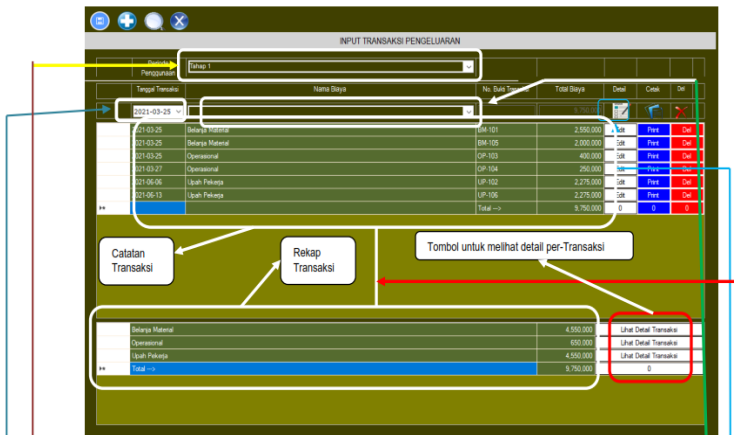 INPUT TRANSAKSI PENGELUARAN
Periode
Penggunaan
Tahap 1
Tanggal Transaksi Nama Biaya No. Bukti Transaksi Total Biaya Detail Cetak Del
2021-03-25 9,750,000
2021-03-25 Belanja Material BM-101 2,550,000 Edit Print Del
2021-03-25 Belanja Material BM-105 2,000,000 Edit Print Del
2021-03-25 Operasional OP-103 400,000 Edit Print Del
2021-03-27 Operasional OP-104 250,000 Edit Print Del
2021-06-06 Upah Pekerja UP-102 2,275,000 Edit Print Del
2021-06-13 Upah Pekerja UP-106 2,275,000 Edit Print Del
Total --> 9,750,000 0 0 0
Catatan
Transaksi
Rekap
Transaksi
Tombol untuk melihat detail per-Transaksi
Belanja Material 4,550,000 Lihat Detail Transaksi
Operasional 650,000 Lihat Detail Transaksi
Upah Pekerja 4,550,000 Lihat Detail Transaksi
Total --> 9,750,000 0